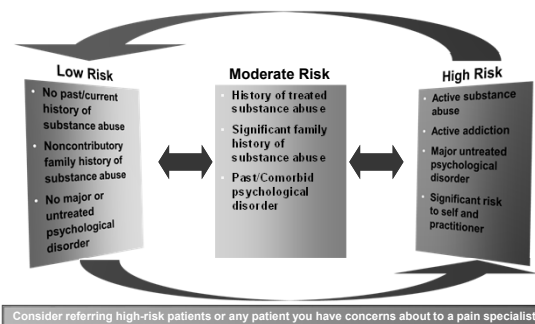 Low Risk
No past/current
history of
substance abuse
Noncontributory
family history of
substance abuse
No major or
untreated
psychological
disorder
Moderate Risk
History of treated
substance abuse
Significant family
history of
substance abuse
Past/Comorbid
psychological
disorder
High Risk
Active substance
abuse
Active addiction
Major untreated
psychological
disorder
Significant risk
to self and
practitioner
Consider referring high-risk patients or any patient you have concerns about to a pain specialist